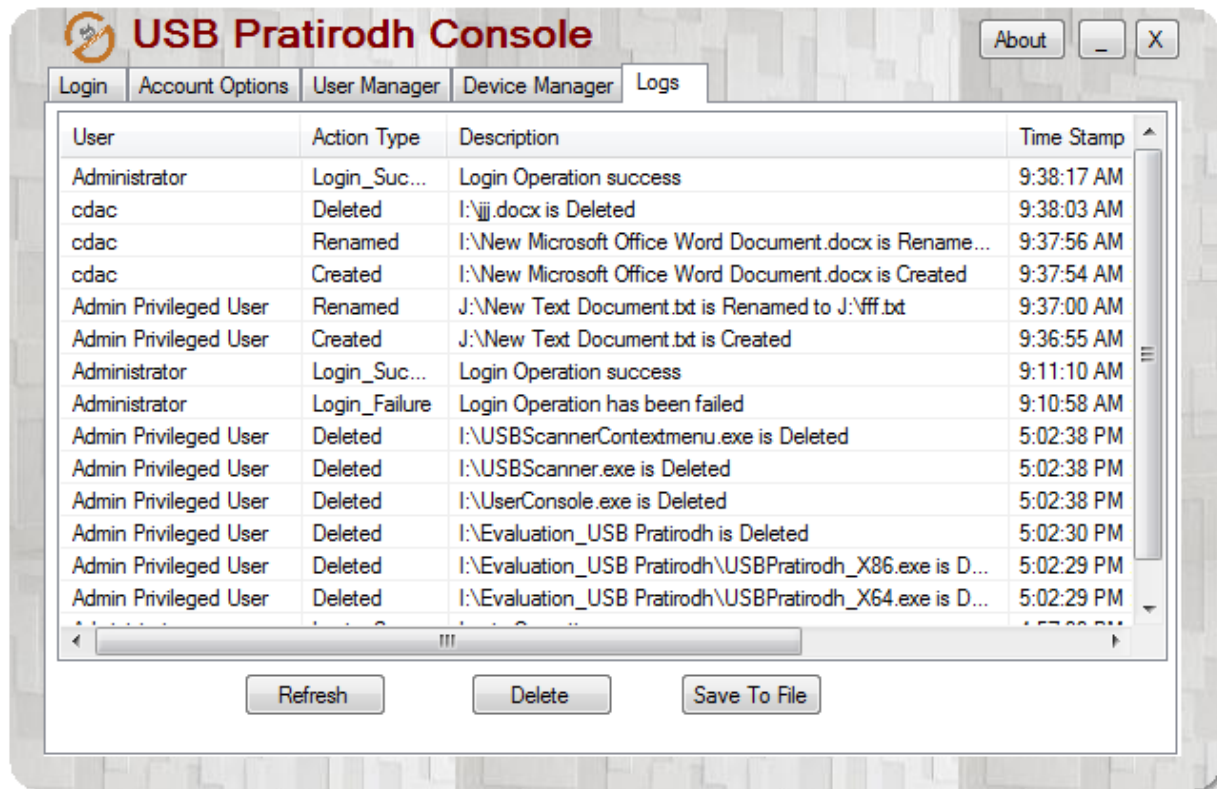 USB Pratirodh Console
About _ X
Login Account Options User Manager Device Manager Logs
User Action Type Description Time Stamp
Administrator Login_Suc... Login Operation success 9:38:17 AM
cdac Deleted I:\jjj.docx is Deleted 9:38:03 AM
cdac Renamed I:\New Microsoft Office Word Document.docx is Rename... 9:37:56 AM
cdac Created I:\New Microsoft Office Word Document.docx is Created 9:37:54 AM
Admin Privileged User Renamed J:\New Text Document.txt is Renamed to J:\fff.txt 9:37:00 AM
Admin Privileged User Created J:\New Text Document.txt is Created 9:36:55 AM
Administrator Login_Suc... Login Operation success 9:11:10 AM
Administrator Login_Failure Login Operation has been failed 9:10:58 AM
Admin Privileged User Deleted I:\USBScannerContextmenu.exe is Deleted 5:02:38 PM
Admin Privileged User Deleted I:\USBScanner.exe is Deleted 5:02:38 PM
Admin Privileged User Deleted I:\UserConsole.exe is Deleted 5:02:38 PM
Admin Privileged User Deleted I:\Evaluation_USB Pratirodh is Deleted 5:02:30 PM
Admin Privileged User Deleted I:\Evaluation_USB Pratirodh\USBPratirodh_X86.exe is D... 5:02:29 PM
Admin Privileged User Deleted I:\Evaluation_USB Pratirodh\USBPratirodh_X64.exe is D... 5:02:29 PM
Refresh Delete Save To File